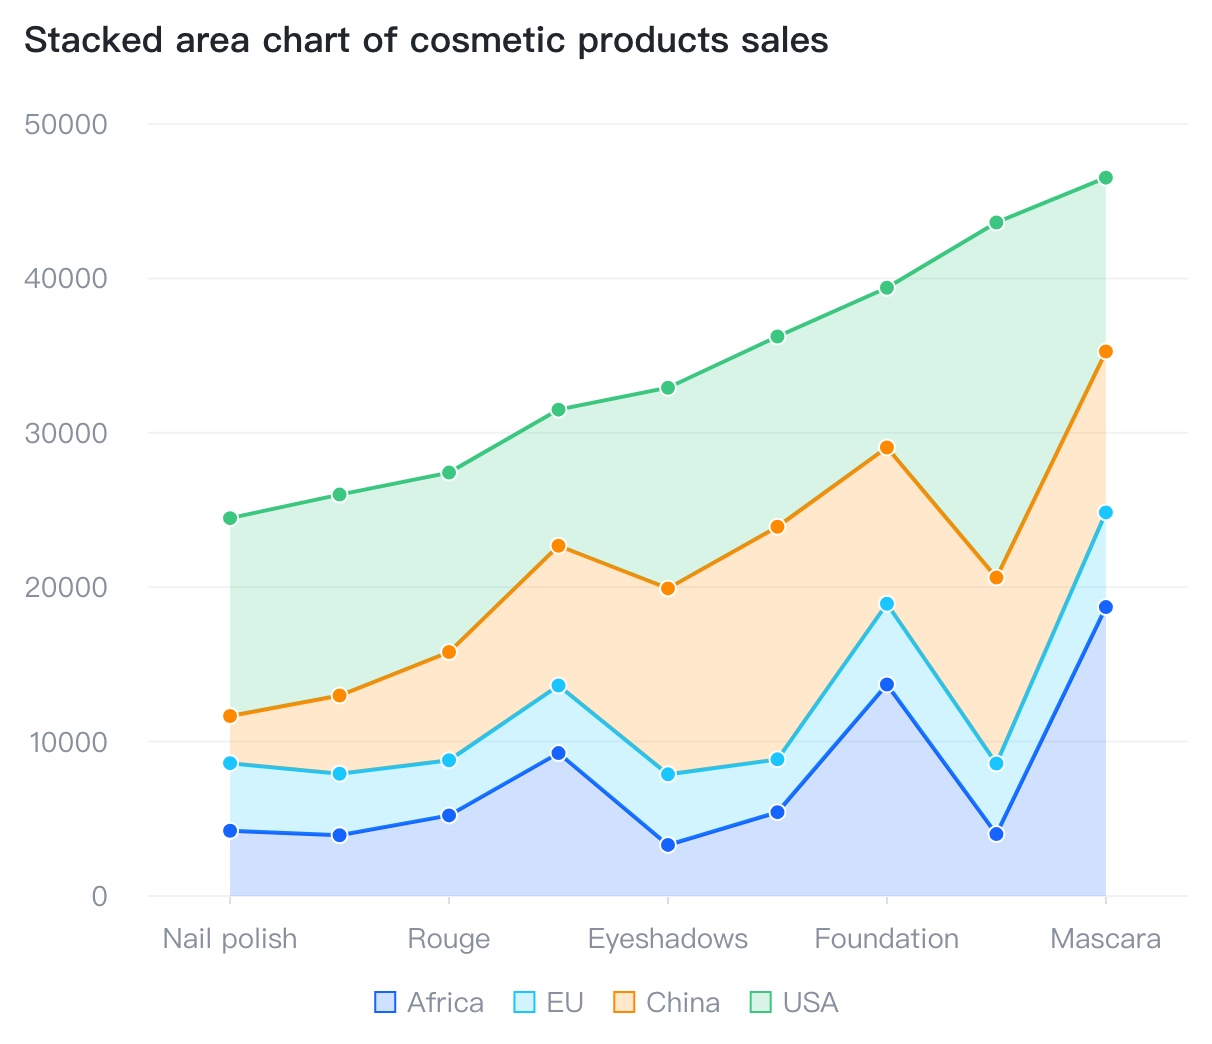 Stacked area chart of cosmetic products sales
50000
40000
30000
20000
10000
0
Nail polish Rouge Eyeshadows Foundation Mascara
Africa EU China USA